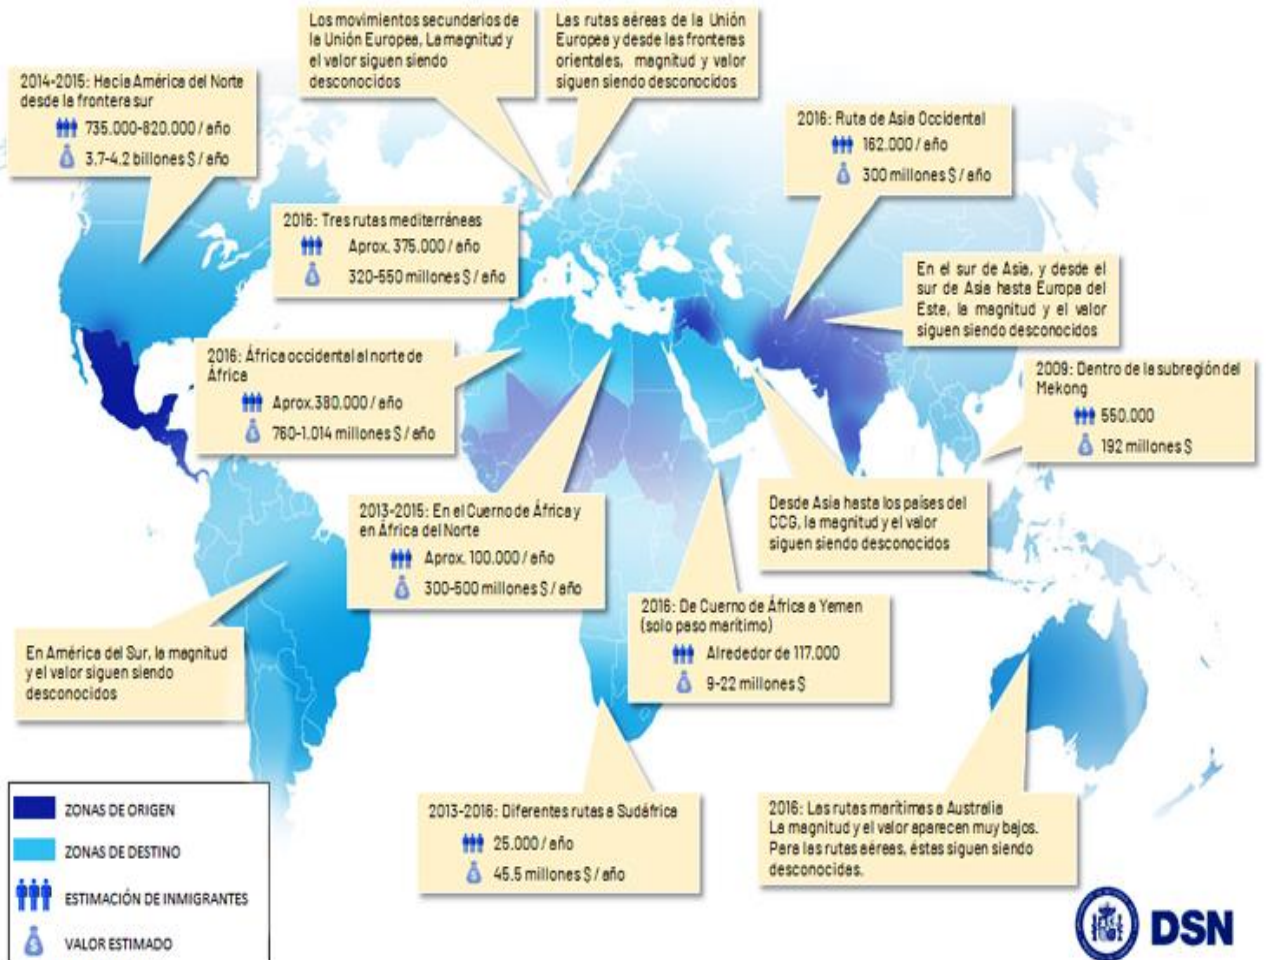 Los movimientos secundarios de
la Unión Europea, La magnitud y
el valor siguen siendo
desconocidos
Las rutas aéreas de la Unión
Europea y desde las fronteras
orientales, magnitud y valor
siguen siendo desconocidos
2014-2015: Hacia América del Norte
desde la frontera sur
735.000-820.000 / año
3.7-4.2 billones $ / año
2016: Ruta de Asia Occidental
162.000 / año
300 millones $ / año
2016: Tres rutas mediterráneas
Aprox. 375.000 / año
320-550 millones $ / año
En el sur de Asia, y desde el
sur de Asia hasta Europa del
Este, la magnitud y el valor
siguen siendo desconocidos
2016: África occidental al norte de
África
Aprox.380.000 / año
760-1.014 millones $ / año
2009: Dentro de la subregión del
Mekong
550.000
192 millones $
2013-2015: En el Cuerno de África y
en África del Norte
Aprox. 100.000 / año
300-500 millones $ / año
Desde Asia hasta los países del
CCG, la magnitud y el valor
siguen siendo desconocidos
2016: De Cuerno de África a Yemen
(solo paso marítimo)
Alrededor de 117.000
9-22 millones $
En América del Sur, la magnitud
y el valor siguen siendo
desconocidos
2013-2016: Diferentes rutas a Sudáfrica
25.000 / año
45.5 millones $ / año
2016: Las rutas marítimas a Australia
La magnitud y el valor aparecen muy bajos.
Para las rutas aéreas, éstas siguen siendo
desconocidas.
ZONAS DE ORIGEN
ZONAS DE DESTINO
ESTIMACIÓN DE INMIGRANTES
VALOR ESTIMADO
DSN